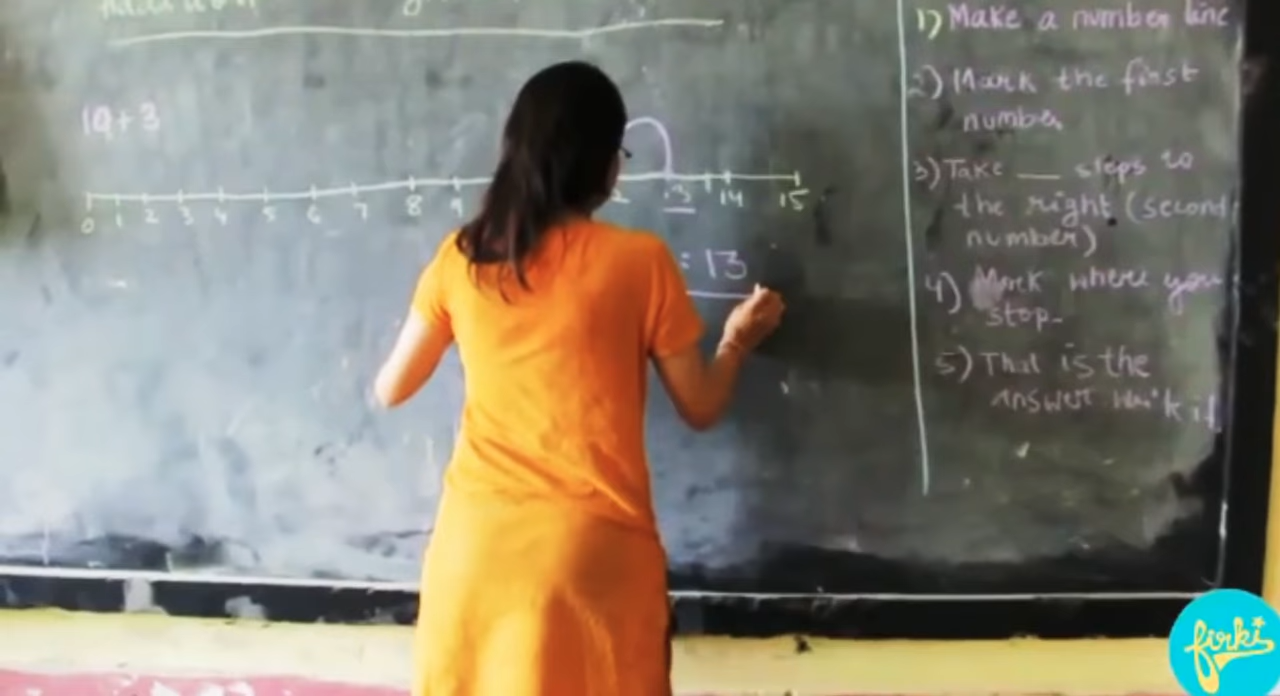 10+3
0 1 2 3 4 5 6 7 8 9 2 13 14 15
= 13
1) Make a number line
2) Mark the first
number
3) Take __ steps to
the right (second
number)
4) Mark where you
stop.
5) That is the
answer
firki